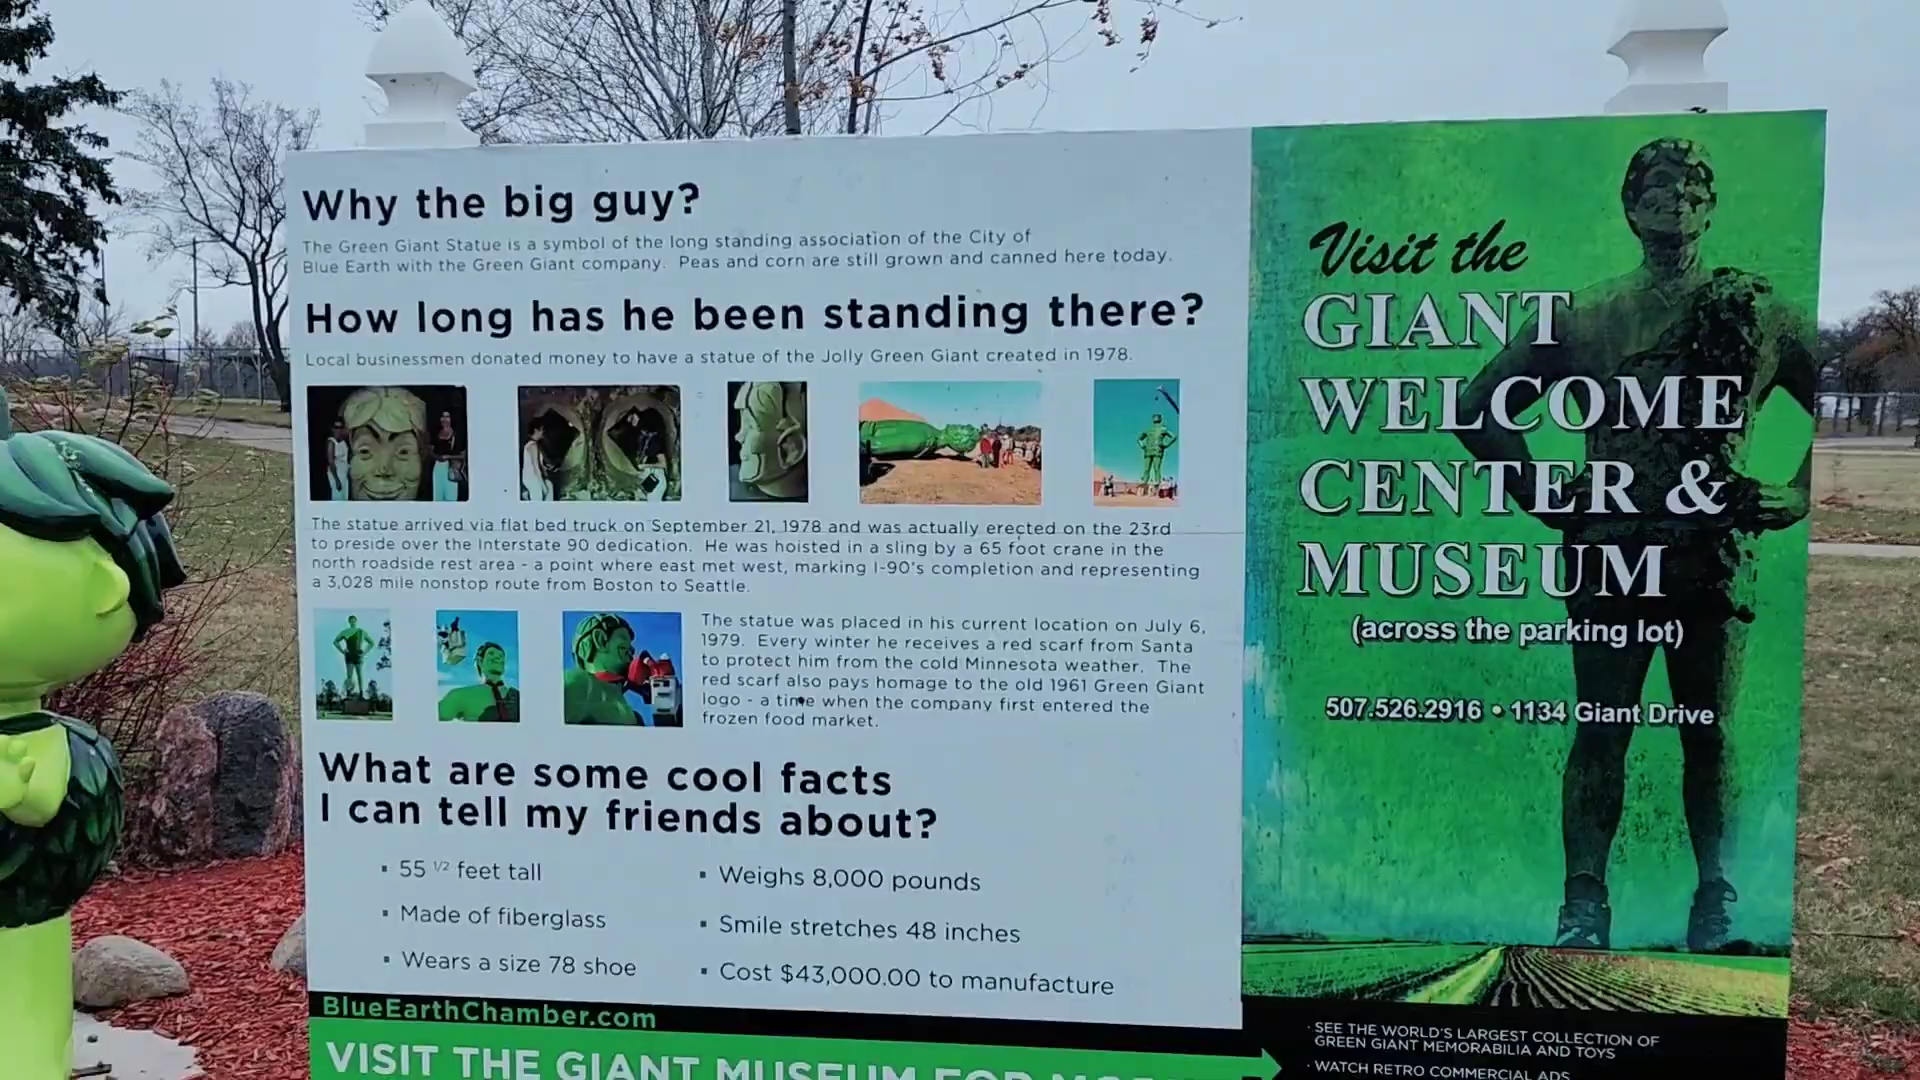 Why the big guy?
The Green Giant Statue is a symbol of the long standing association of the City of
Blue Earth with the Green Giant company. Peas and corn are still grown and canned here today.
How long has he been standing there?
Local businessmen donated money to have a statue of the Jolly Green Giant created in 1978.
The statue arrived via flat bed truck on September 21, 1978 and was actually erected on the 23rd
to preside over the Interstate 90 dedication. He was hoisted in a sling by a 65 foot crane in the
north roadside rest area - a point where east met west, marking I-90's completion and representing
a 3,028 mile nonstop route from Boston to Seattle.
The statue was placed in his current location on July 6,
1979. Every winter he receives a red scarf from Santa
to protect him from the cold Minnesota weather. The
red scarf also pays homage to the old 1961 Green Giant
logo - a time when the company first entered the
frozen food market.
What are some cool facts
I can tell my friends about?
▪ 55 1/2 feet tall
▪ Made of fiberglass
▪ Wears a size 78 shoe
▪ Weighs 8,000 pounds
▪ Smile stretches 48 inches
▪ Cost $43,000.00 to manufacture
BlueEarthChamber.com
VISIT THE GIANT MUSEUM FOR
Visit the
GIANT
WELCOME
CENTER &
MUSEUM
(across the parking lot)
507.526.2916 • 1134 Giant Drive
· SEE THE WORLD'S LARGEST COLLECTION OF
GREEN GIANT MEMORABILIA AND TOYS
· WATCH RETRO COMMERCIAL ADS